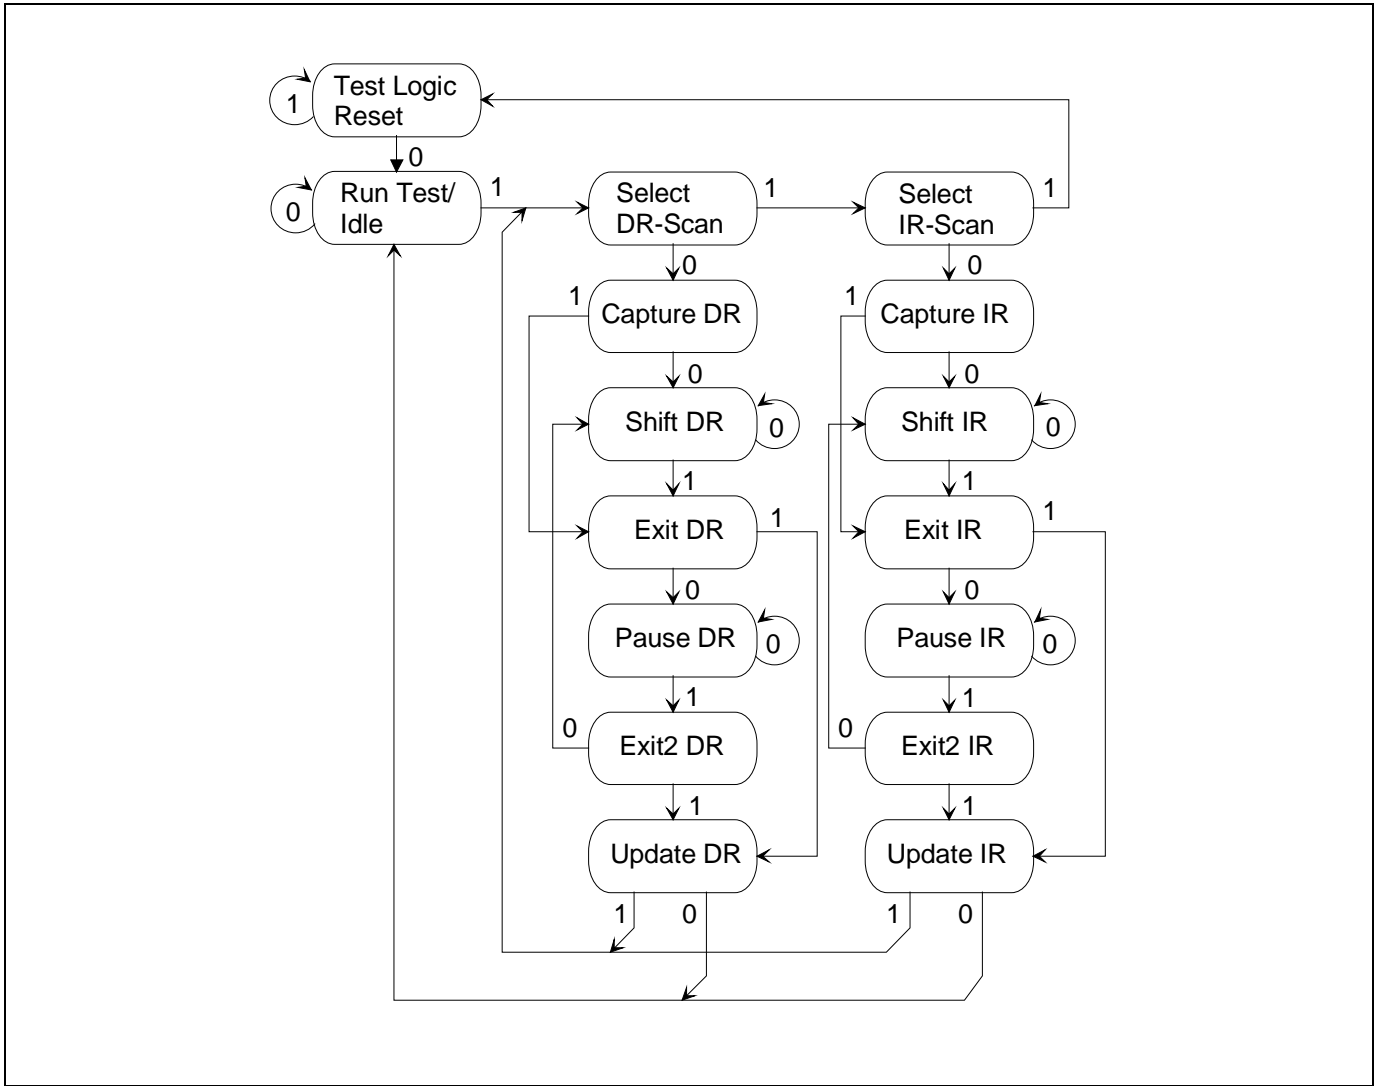 Test Logic
Reset
1
0
Run Test/
Idle
0
1
Select
DR-Scan
1
Select
IR-Scan
1
0
0
1
Capture DR
1
Capture IR
0
0
Shift DR
0
Shift IR
0
1
1
Exit DR
1
Exit IR
1
0
0
Pause DR
0
Pause IR
0
1
1
0
Exit2 DR
0
Exit2 IR
1
1
Update DR
Update IR
1
0
1
0